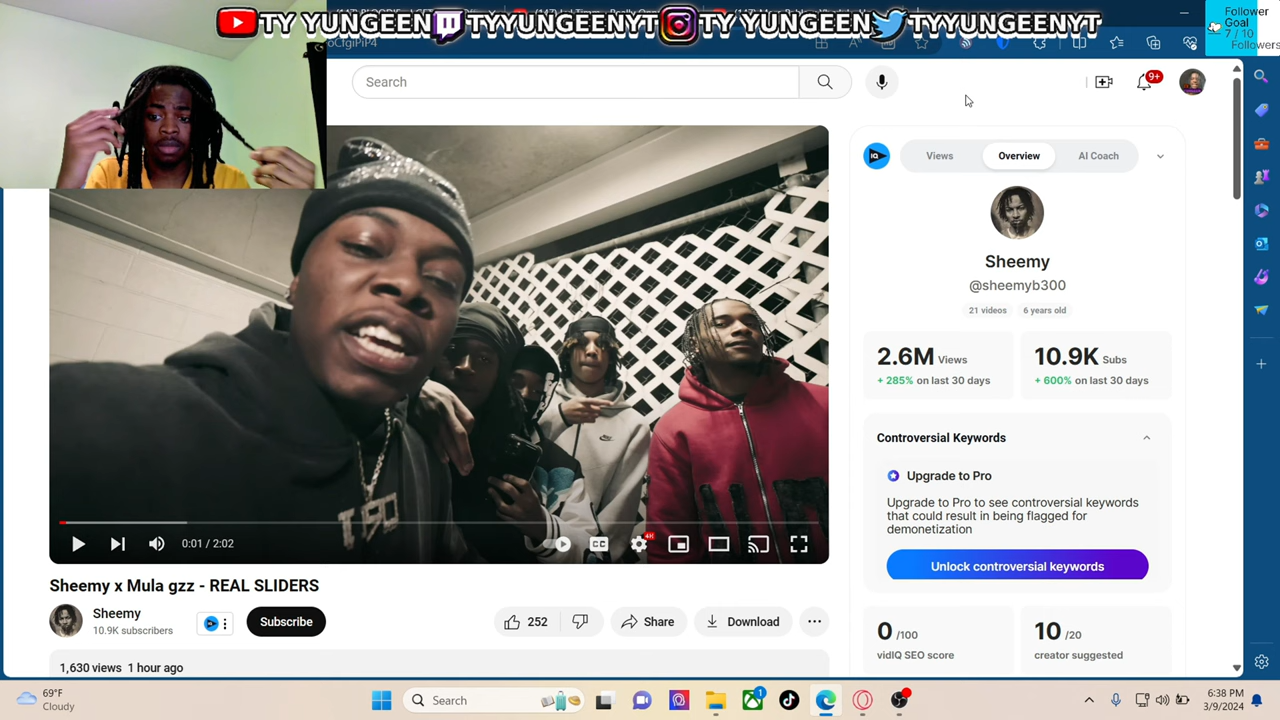 TY YUNGEEN
TYYUNGEENYT
TY YUNGEEN
TYYUNGEENYT
Follower
Goal
7 / 10
Followers
Search
9+
IQ
Views
Overview
AI Coach
Sheemy
@sheemyb300
21 videos
6 years old
2.6M Views
+ 285% on last 30 days
10.9K Subs
+ 600% on last 30 days
Controversial Keywords
Upgrade to Pro
Upgrade to Pro to see controversial keywords
that could result in being flagged for
demonetization
Unlock controversial keywords
0 /100
vidIQ SEO score
10 /20
creator suggested
0:01 / 2:02
CC
4K
Sheemy x Mula gzz - REAL SLIDERS
Sheemy
10.9K subscribers
Subscribe
252
Share
Download
1,630 views 1 hour ago
69°F
Cloudy
Search
1
6:38 PM
3/9/2024